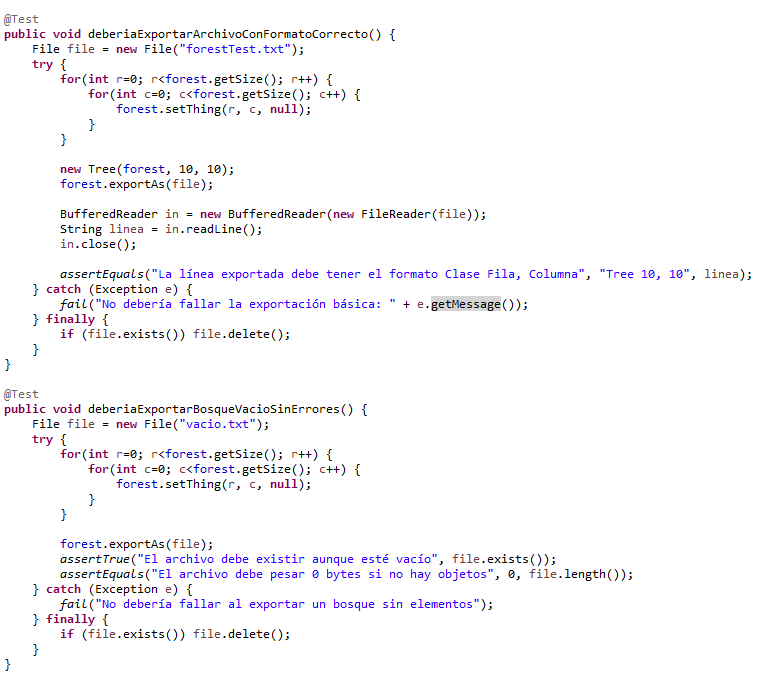 @Test
public void deberiaExportarArchivoConFormatoCorrecto() {
    File file = new File("forestTest.txt");
    try {
        for(int r=0; r<forest.getSize(); r++) {
            for(int c=0; c<forest.getSize(); c++) {
                forest.setThing(r, c, null);
            }
        }

        new Tree(forest, 10, 10);
        forest.exportAs(file);

        BufferedReader in = new BufferedReader(new FileReader(file));
        String linea = in.readLine();
        in.close();

        assertEquals("La línea exportada debe tener el formato Clase Fila, Columna", "Tree 10, 10", linea);
    } catch (Exception e) {
        fail("No debería fallar la exportación básica: " + e.getMessage());
    } finally {
        if (file.exists()) file.delete();
    }
}

@Test
public void deberiaExportarBosqueVacioSinErrores() {
    File file = new File("vacio.txt");
    try {
        for(int r=0; r<forest.getSize(); r++) {
            for(int c=0; c<forest.getSize(); c++) {
                forest.setThing(r, c, null);
            }
        }

        forest.exportAs(file);
        assertTrue("El archivo debe existir aunque esté vacío", file.exists());
        assertEquals("El archivo debe pesar 0 bytes si no hay objetos", 0, file.length());
    } catch (Exception e) {
        fail("No debería fallar al exportar un bosque sin elementos");
    } finally {
        if (file.exists()) file.delete();
    }
}